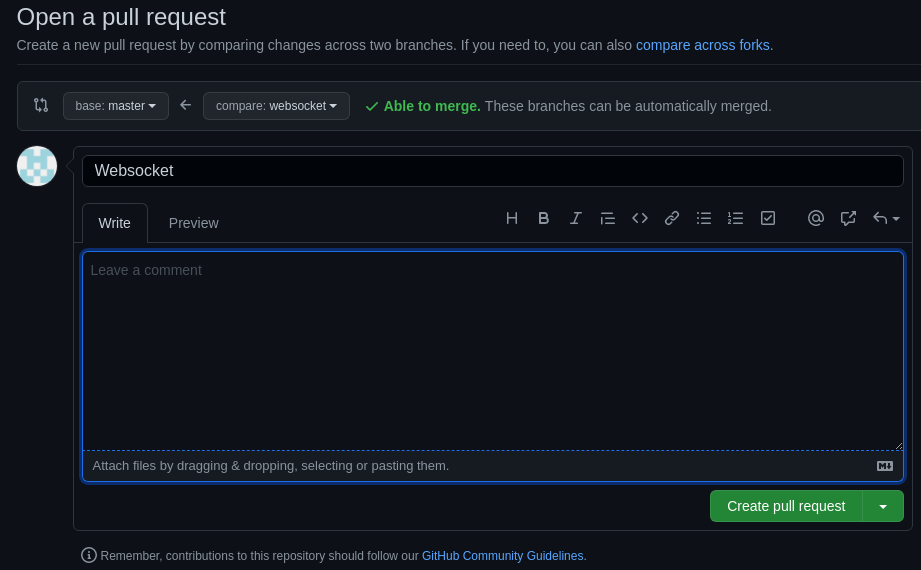 Open a pull request
Create a new pull request by comparing changes across two branches. If you need to, you can also compare across forks.
base: master compare: websocket Able to merge. These branches can be automatically merged.
Websocket
Write Preview
Leave a comment
Attach files by dragging & dropping, selecting or pasting them.
Create pull request
Remember, contributions to this repository should follow our GitHub Community Guidelines.